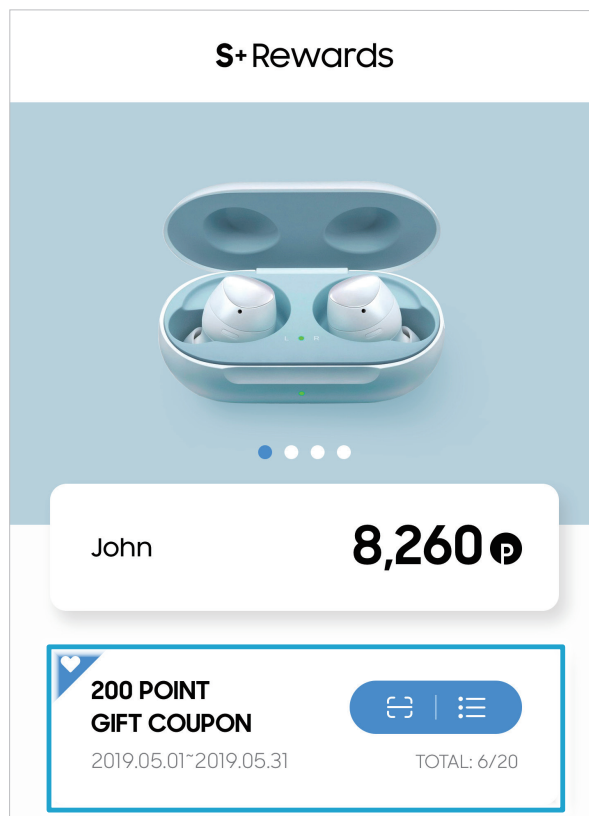 S+ Rewards
L R
John
8,260 P
200 POINT
GIFT COUPON
2019.05.01~2019.05.31
TOTAL: 6/20